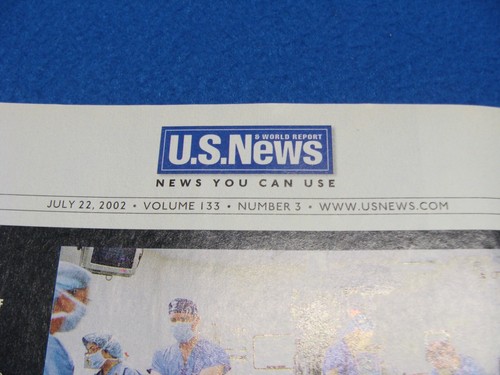 & WORLD REPORT
U.S.News
NEWS YOU CAN USE
JULY 22, 2002 • VOLUME 133 • NUMBER 3 • WWW.USNEWS.COM